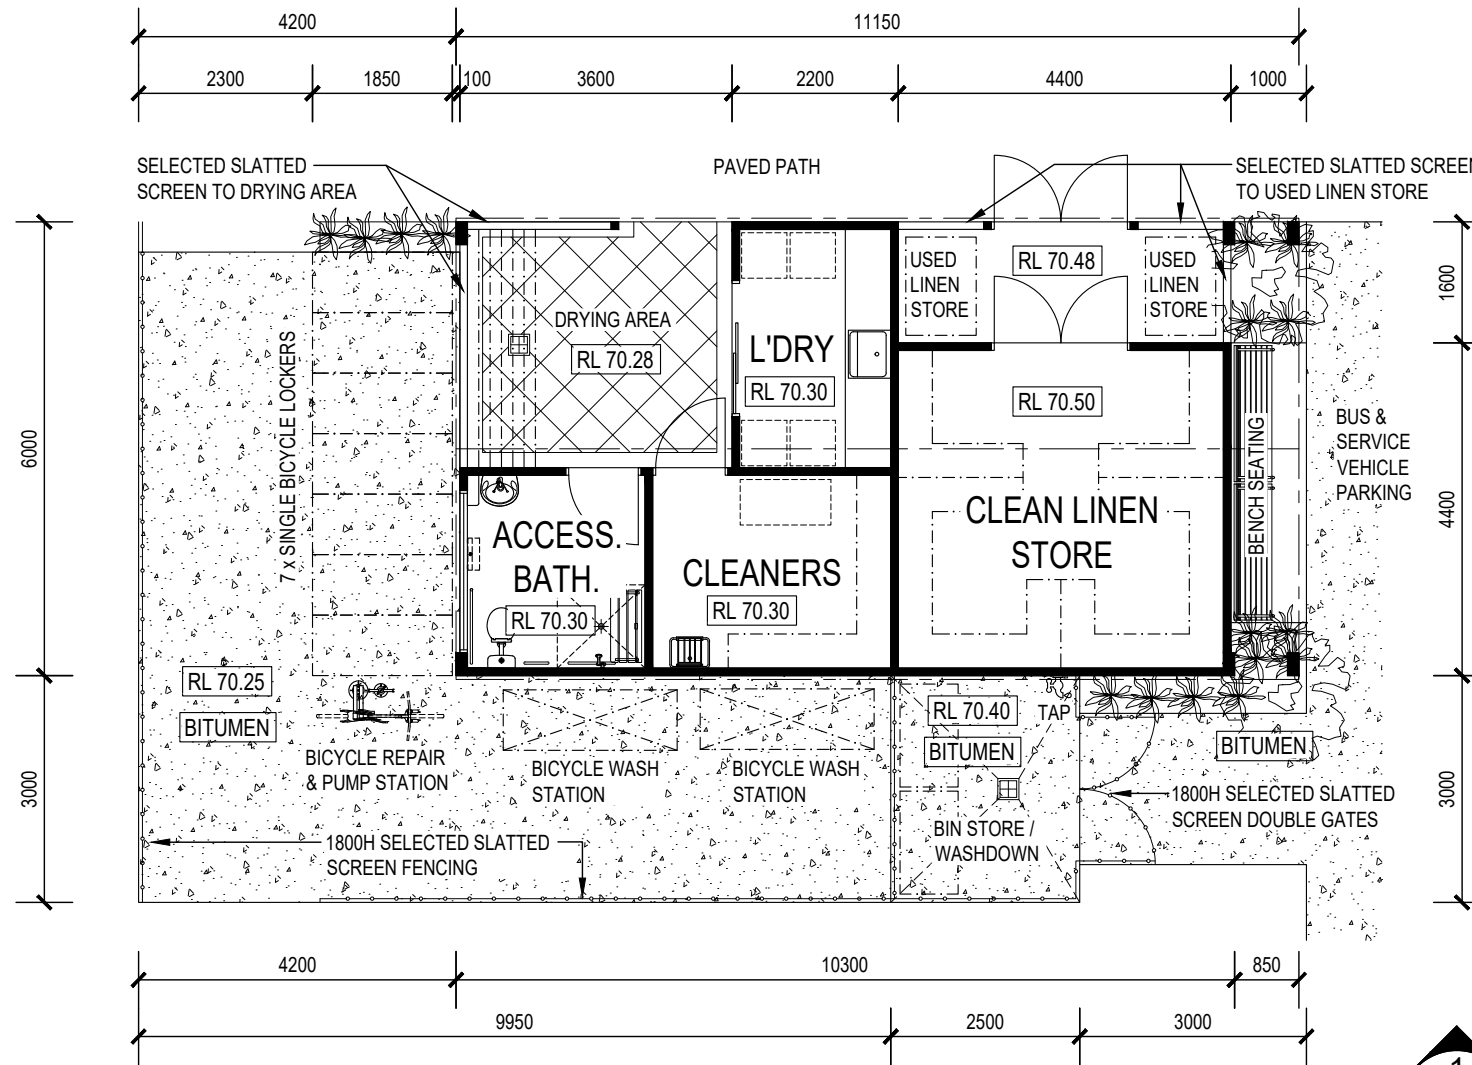 4200
11150
2300
1850
100
3600
2200
4400
1000
SELECTED SLATTED
SCREEN TO DRYING AREA
PAVED PATH
SELECTED SLATTED SCREEN
TO USED LINEN STORE
USED
LINEN
STORE
RL 70.48
USED
LINEN
STORE
1600
DRYING AREA
RL 70.28
L'DRY
RL 70.30
RL 70.50
6000
7 x SINGLE BICYCLE LOCKERS
BENCH SEATING
BUS &
SERVICE
VEHICLE
PARKING
4400
ACCESS.
BATH.
RL 70.30
CLEANERS
RL 70.30
CLEAN LINEN
STORE
RL 70.25
BITUMEN
BICYCLE REPAIR
& PUMP STATION
BICYCLE WASH
STATION
BICYCLE WASH
STATION
RL 70.40
TAP
BITUMEN
BITUMEN
3000
3000
1800H SELECTED SLATTED
SCREEN DOUBLE GATES
BIN STORE /
WASHDOWN
1800H SELECTED SLATTED
SCREEN FENCING
4200
10300
850
9950
2500
3000